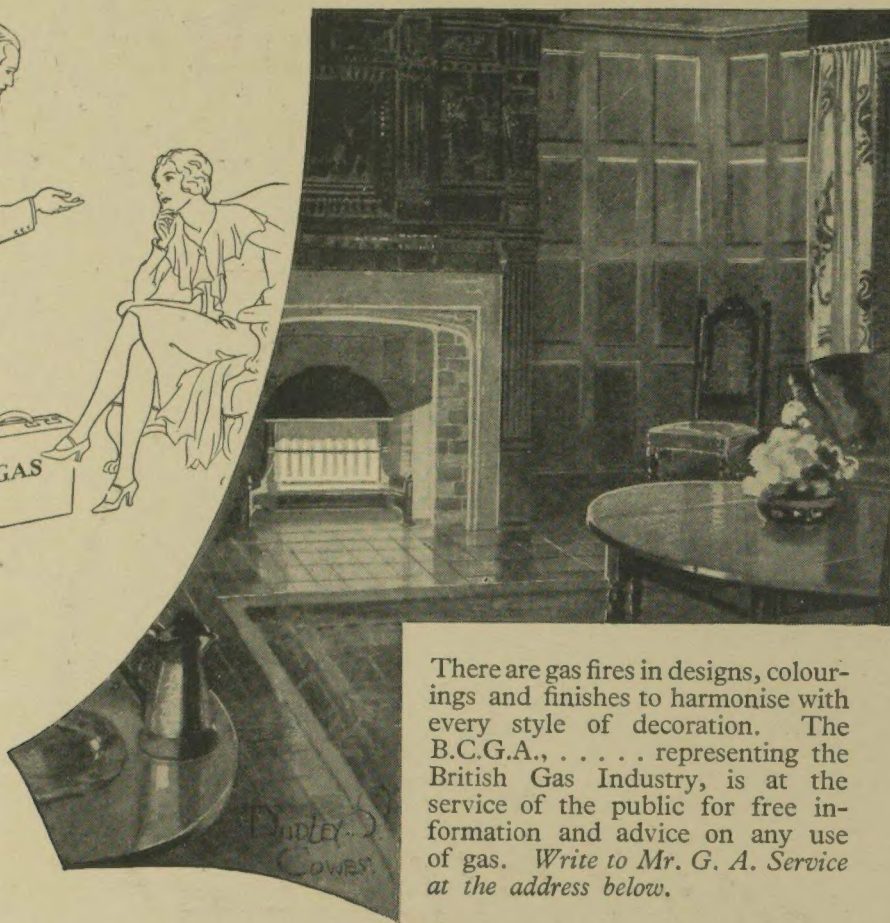 GAS
DUDLEY. S.
COWES.
There are gas fires in designs, colour-
ings and finishes to harmonise with
every style of decoration. The
B.C.G.A., . . . . . representing the
British Gas Industry, is at the
service of the public for free in-
formation and advice on any use
of gas. Write to Mr. G. A. Service
at the address below.